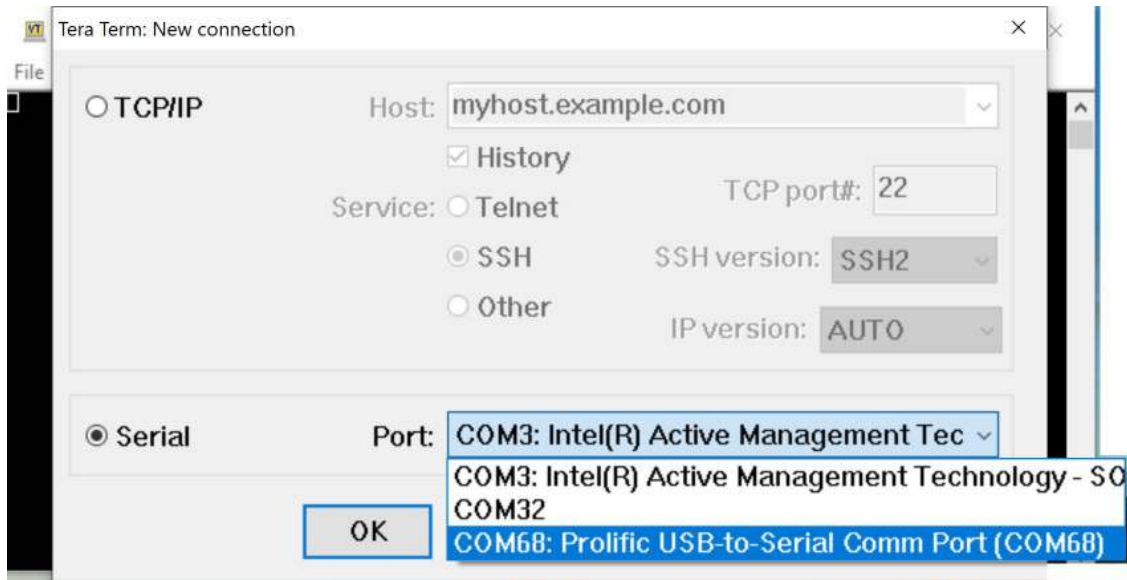 VT
Tera Term: New connection
File
TCP/IP
Host: myhost.example.com
History
TCP port#: 22
Service: Telnet
SSH
SSH version: SSH2
Other
IP version: AUTO
Serial
Port: COM3: Intel(R) Active Management Tec
COM3: Intel(R) Active Management Technology - SO
COM32
COM68: Prolific USB-to-Serial Comm Port (COM68)
OK